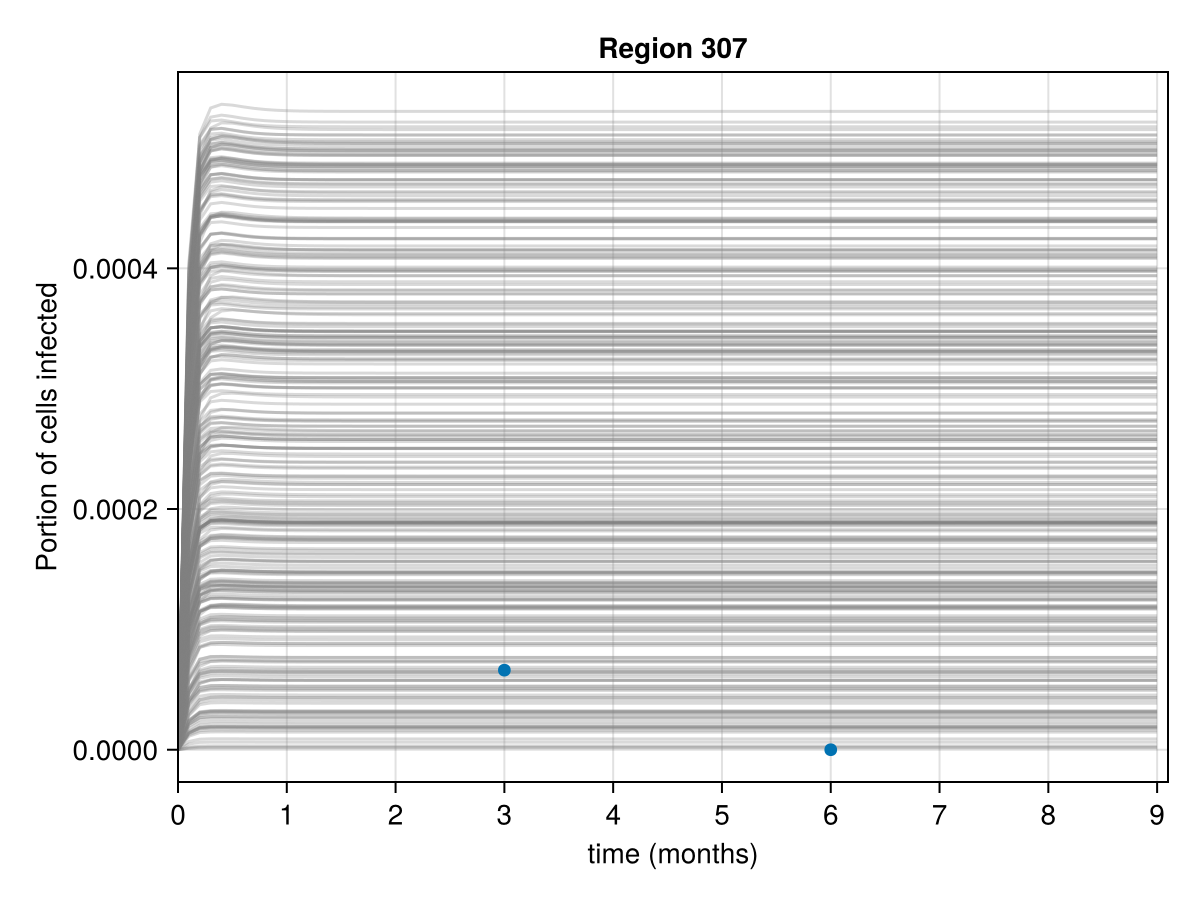 Region 307
Portion of cells infected
0.0004
0.0002
0.0000
0 1 2 3 4 5 6 7 8 9
time (months)